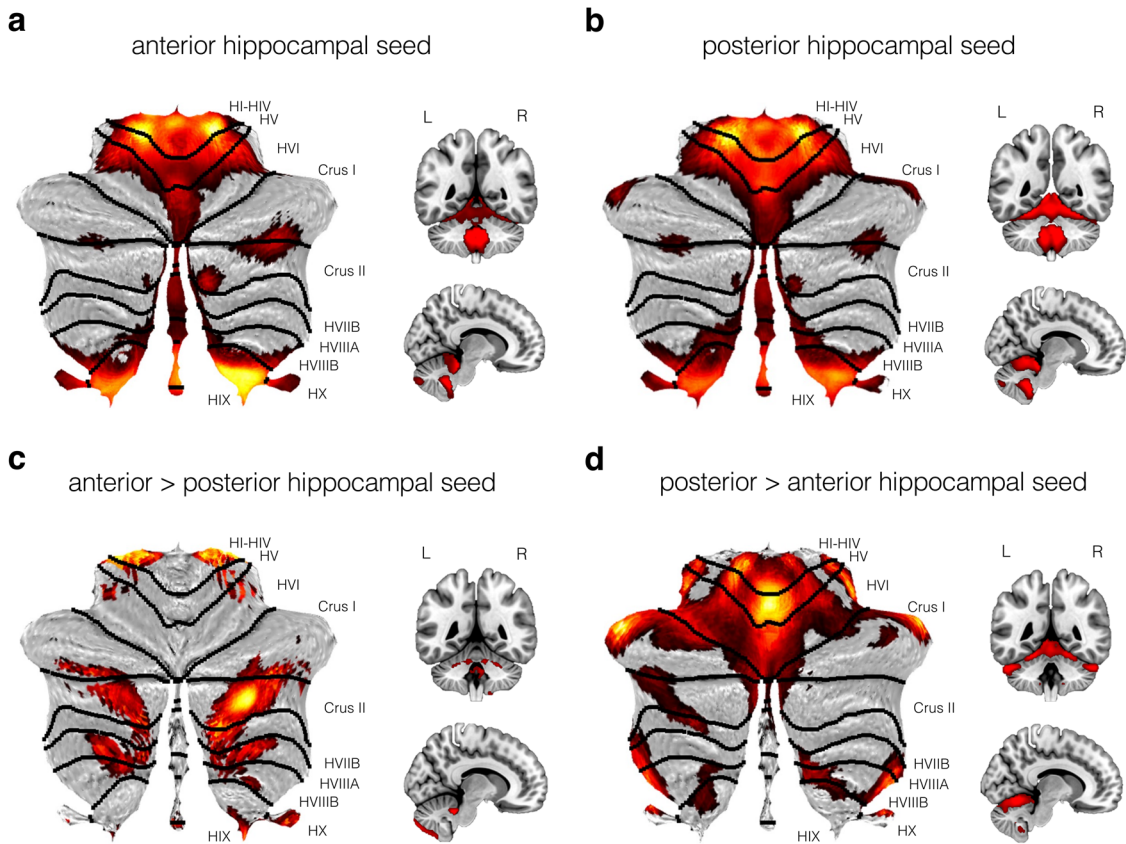 a
anterior hippocampal seed
HI-HIV
HV
HVI
Crus I
Crus II
HVIIB
HVIIIA
HVIIIB
HX
HIX
L R
b
posterior hippocampal seed
HI-HIV
HV
HVI
Crus I
Crus II
HVIIB
HVIIIA
HVIIIB
HX
HIX
L R
c
anterior > posterior hippocampal seed
HI-HIV
HV
HVI
Crus I
Crus II
HVIIB
HVIIIA
HVIIIB
HX
HIX
L R
d
posterior > anterior hippocampal seed
HI-HIV
HV
HVI
Crus I
Crus II
HVIIB
HVIIIA
HVIIIB
HX
HIX
L R